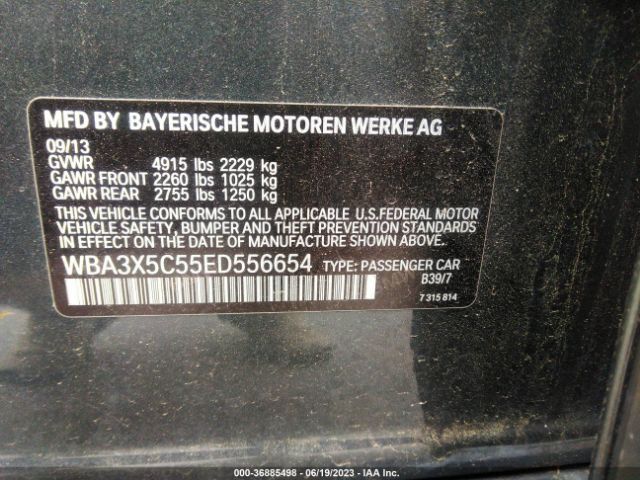 MFD BY BAYERISCHE MOTOREN WERKE AG
09/13
GVWR 4915 lbs 2229 kg
GAWR FRONT 2260 lbs 1025 kg
GAWR REAR 2755 lbs 1250 kg
THIS VEHICLE CONFORMS TO ALL APPLICABLE U.S.FEDERAL MOTOR
VEHICLE SAFETY, BUMPER AND THEFT PREVENTION STANDARDS
IN EFFECT ON THE DATE OF MANUFACTURE SHOWN ABOVE.
WBA3X5C55ED556654 TYPE: PASSENGER CAR
B39/7
7 315 814
000-36885498 - 06/19/2023 - IAA Inc.